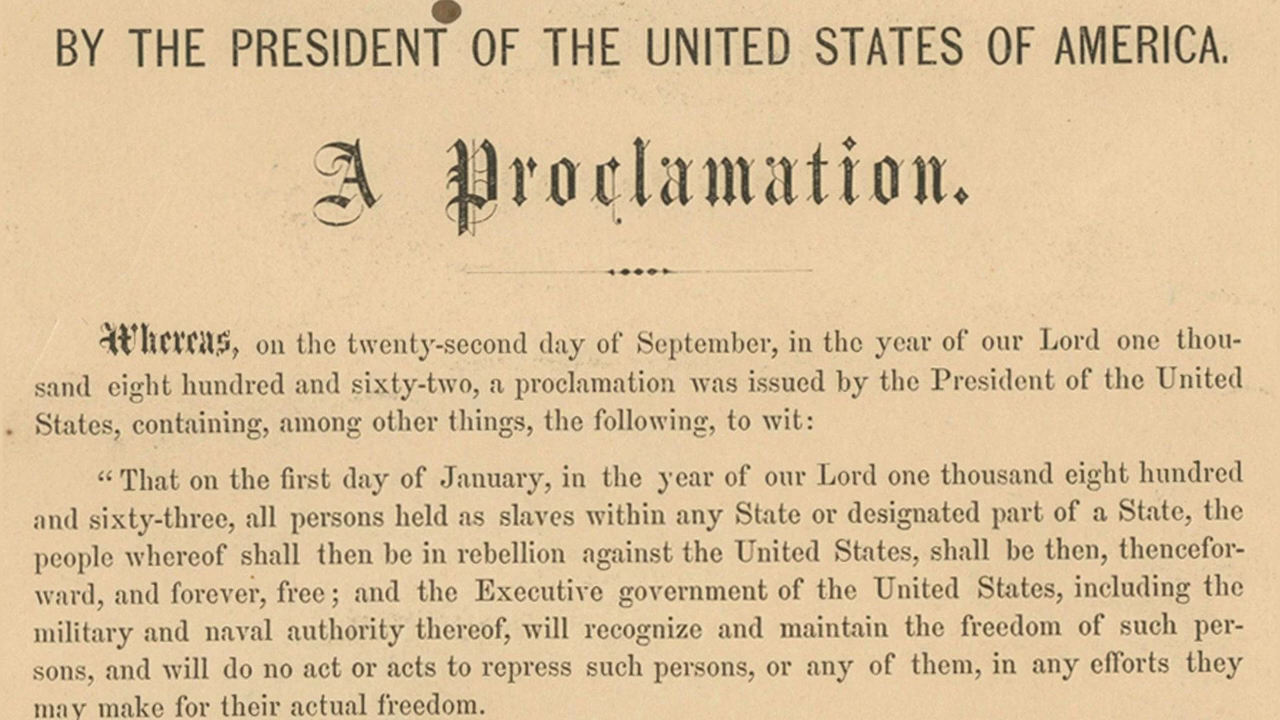 BY THE PRESIDENT OF THE UNITED STATES OF AMERICA.
A Proclamation.
Whereas, on the twenty-second day of September, in the year of our Lord one thou-
sand eight hundred and sixty-two, a proclamation was issued by the President of the United
States, containing, among other things, the following, to wit:
“ That on the first day of January, in the year of our Lord one thousand eight hundred
and sixty-three, all persons held as slaves within any State or designated part of a State, the
people whereof shall then be in rebellion against the United States, shall be then, thencefor-
ward, and forever, free; and the Executive government of the United States, including the
military and naval authority thereof, will recognize and maintain the freedom of such per-
sons, and will do no act or acts to repress such persons, or any of them, in any efforts they
may make for their actual freedom.